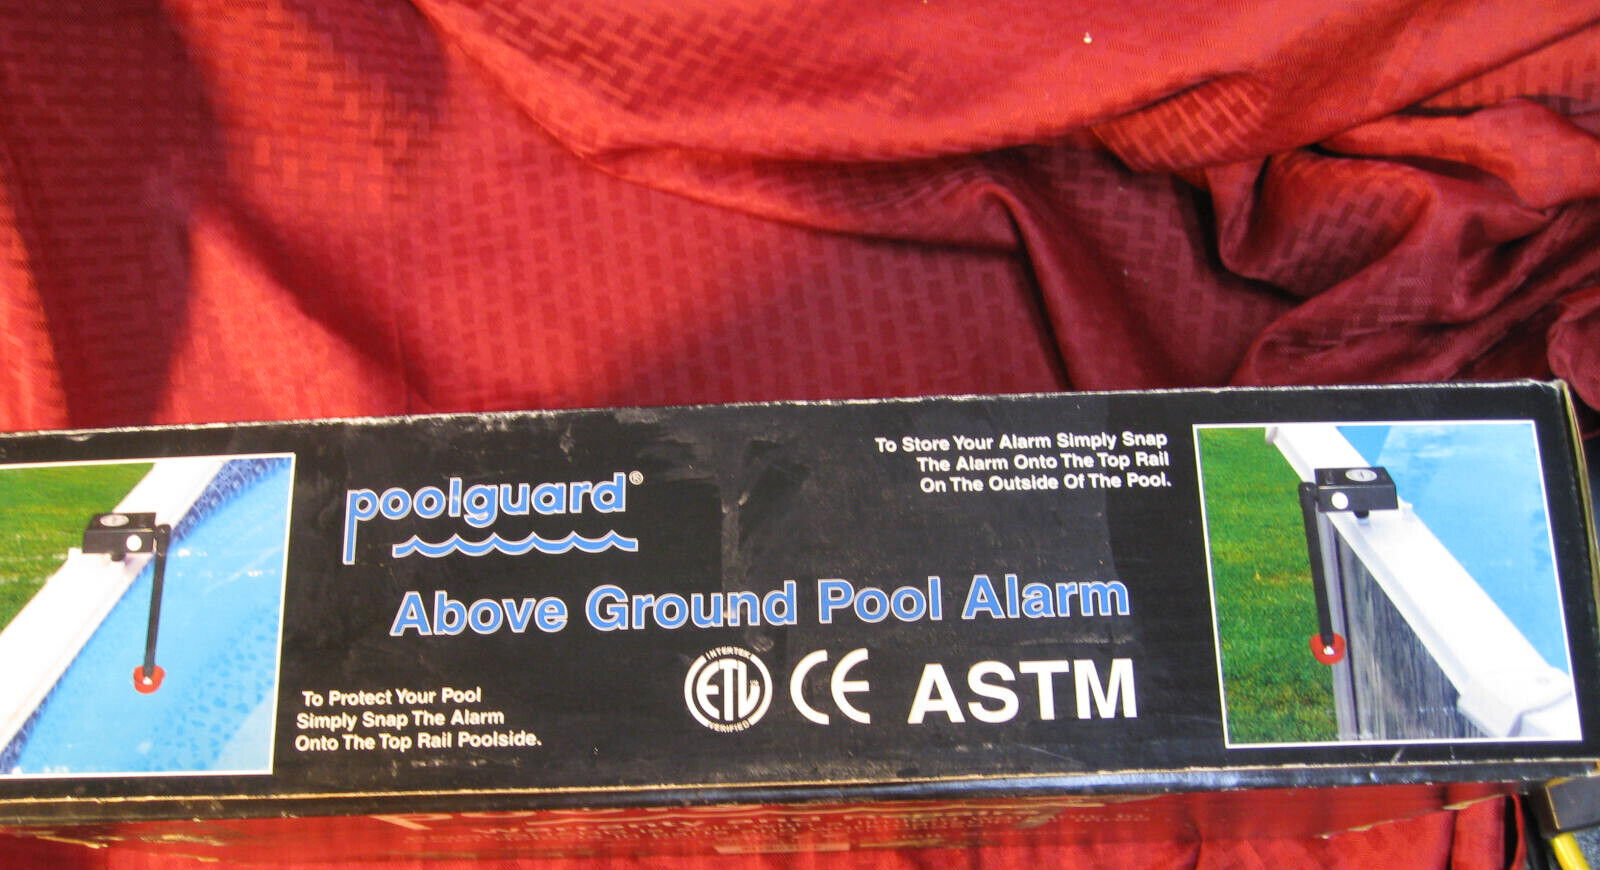 poolguard®
To Store Your Alarm Simply Snap
The Alarm Onto The Top Rail
On The Outside Of The Pool.
Above Ground Pool Alarm
INTERTEK
ETL
VERIFIED
CE ASTM
To Protect Your Pool
Simply Snap The Alarm
Onto The Top Rail Poolside.